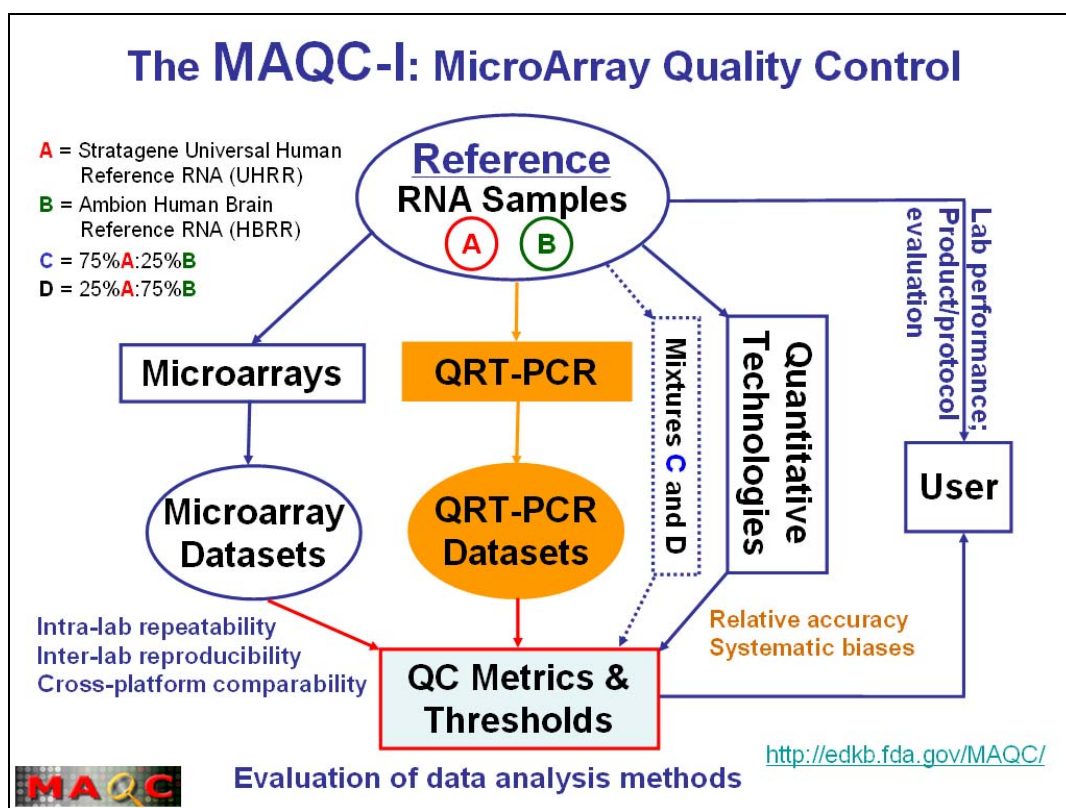 The MAQC-I: MicroArray Quality Control
A = Stratagene Universal Human
Reference RNA (UHRR)
B = Ambion Human Brain
Reference RNA (HBRR)
C = 75%A:25%B
D = 25%A:75%B
Reference
RNA Samples
A B
Lab performance;
Product/protocol
evaluation
Microarrays
QRT-PCR
Mixtures C and D
Quantitative
Technologies
User
Microarray
Datasets
QRT-PCR
Datasets
Intra-lab repeatability
Inter-lab reproducibility
Cross-platform comparability
Relative accuracy
Systematic biases
QC Metrics &
Thresholds
http://edkb.fda.gov/MAQC/
MAQC
Evaluation of data analysis methods